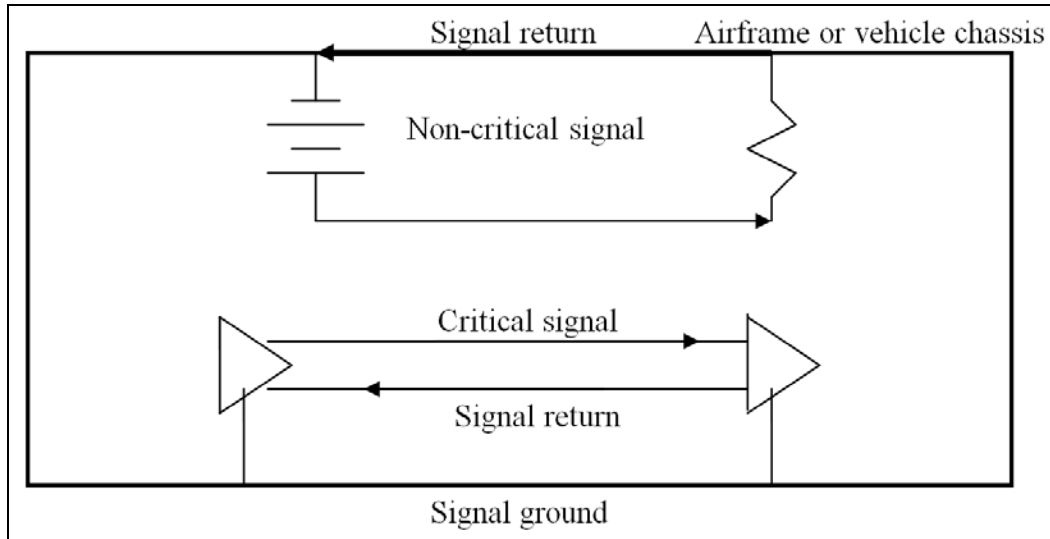 Signal return
Airframe or vehicle chassis
Non-critical signal
Critical signal
Signal return
Signal ground